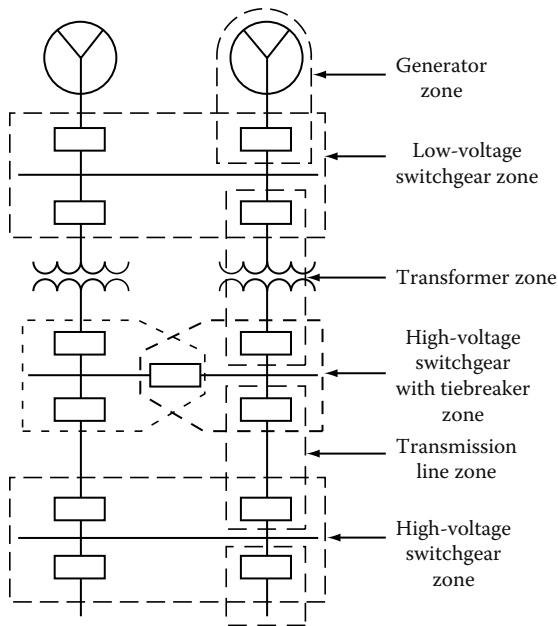 Generator
zone
Low-voltage
switchgear zone
Transformer zone
High-voltage
switchgear
with tiebreaker
zone
Transmission
line zone
High-voltage
switchgear
zone